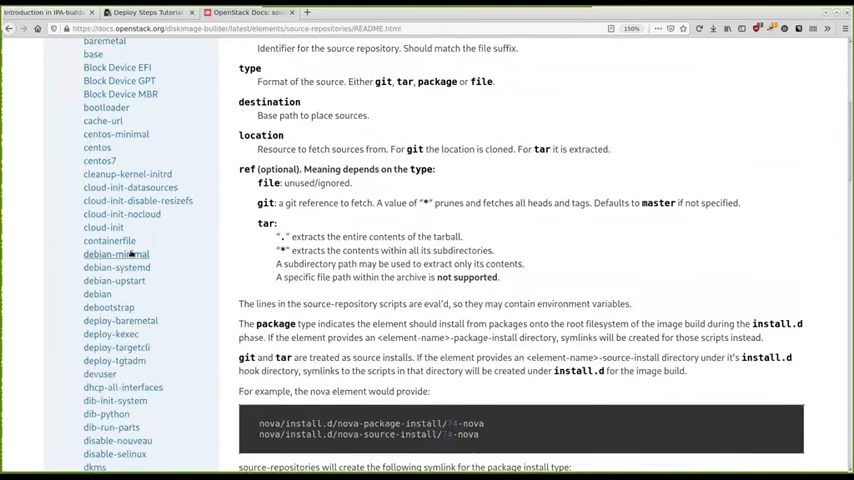 Introduction in IPA-builde
Deploy Steps Tutorial
OpenStack Docs: sou
https://docs.openstack.org/diskimage-builder/latest/elements/source-repositories/README.html
150%
baremetal
base
Block Device EFI
Block Device GPT
Block Device MBR
bootloader
cache-url
centos-minimal
centos
centos7
cleanup-kernel-initrd
cloud-init-datasources
cloud-init-disable-resizefs
cloud-init-nocloud
cloud-init
containerfile
debian-minimal
debian-systemd
debian-upstart
debian
debootstrap
deploy-baremetal
deploy-kexec
deploy-targetcli
deploy-tgtadm
devuser
dhcp-all-interfaces
dib-init-system
dib-python
dib-run-parts
disable-nouveau
disable-selinux
dkms
Identifier for the source repository. Should match the file suffix.
type
Format of the source. Either git, tar, package or file.
destination
Base path to place sources.
location
Resource to fetch sources from. For git the location is cloned. For tar it is extracted.
ref (optional). Meaning depends on the type:
file: unused/ignored.
git: a git reference to fetch. A value of “*” prunes and fetches all heads and tags. Defaults to master if not specified.
tar:
“.” extracts the entire contents of the tarball.
“*” extracts the contents within all its subdirectories.
A subdirectory path may be used to extract only its contents.
A specific file path within the archive is not supported.
The lines in the source-repository scripts are eval’d, so they may contain environment variables.
The package type indicates the element should install from packages onto the root filesystem of the image build during the install.d
phase. If the element provides an <element-name>-package-install directory, symlinks will be created for those scripts instead.
git and tar are treated as source installs. If the element provides an <element-name>-source-install directory under it’s install.d
hook directory, symlinks to the scripts in that directory will be created under install.d for the image build.
For example, the nova element would provide:
nova/install.d/nova-package-install/74-nova
nova/install.d/nova-source-install/74-nova
source-repositories will create the following symlink for the package install type: